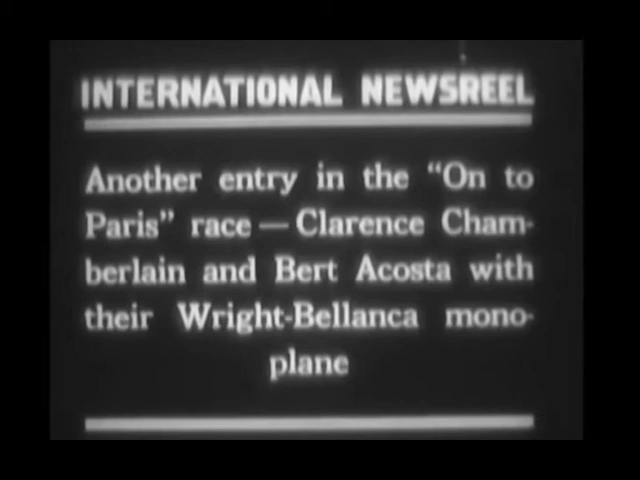 INTERNATIONAL NEWSREEL
Another entry in the “On to
Paris” race — Clarence Cham-
berlain and Bert Acosta with
their Wright-Bellanca mono-
plane